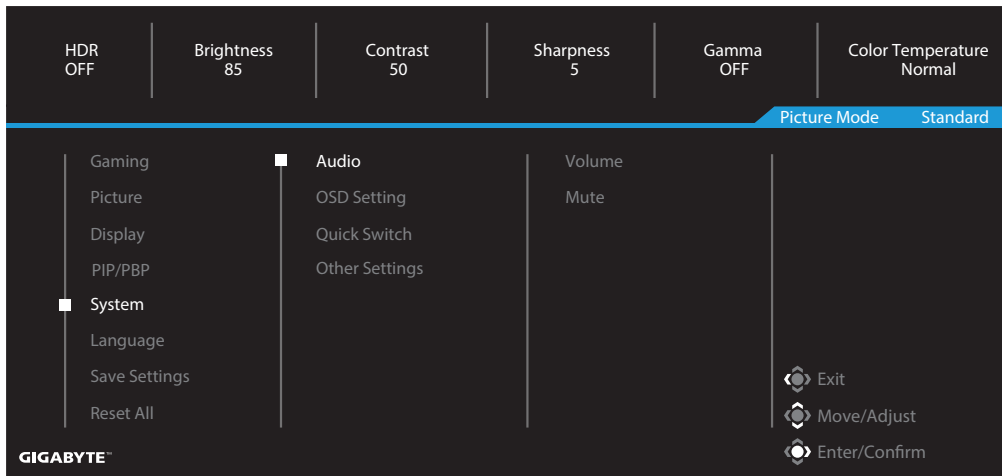 HDR
OFF
Brightness
85
Contrast
50
Sharpness
5
Gamma
OFF
Color Temperature
Normal
Picture Mode Standard
Gaming
Picture
Display
PIP/PBP
System
Language
Save Settings
Reset All
Audio
OSD Setting
Quick Switch
Other Settings
Volume
Mute
Exit
Move/Adjust
Enter/Confirm
GIGABYTE™